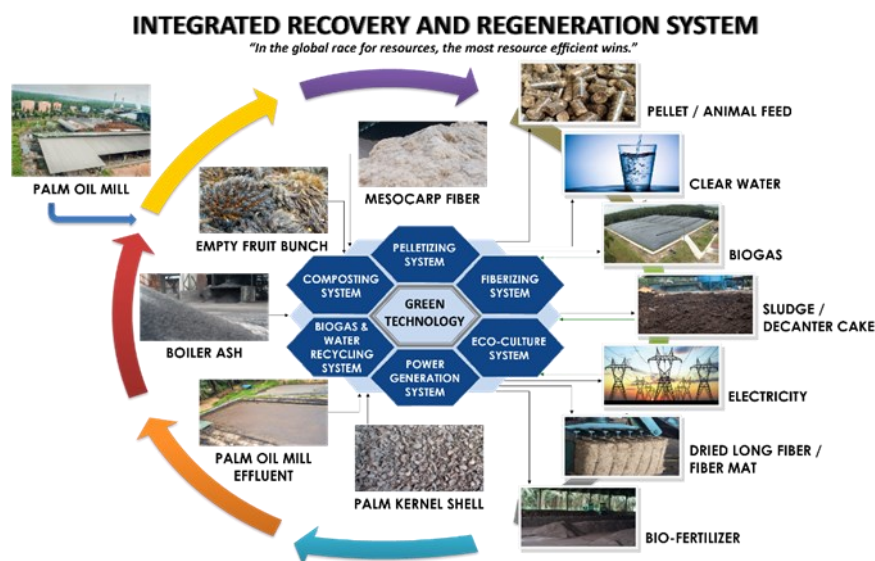 INTEGRATED RECOVERY AND REGENERATION SYSTEM
“In the global race for resources, the most resource efficient wins.”
PALM OIL MILL
EMPTY FRUIT BUNCH
MESOCARP FIBER
BOILER ASH
PALM OIL MILL
EFFLUENT
PALM KERNEL SHELL
PELLETIZING
SYSTEM
COMPOSTING
SYSTEM
FIBERIZING
SYSTEM
GREEN
TECHNOLOGY
BIOGAS &
WATER
RECYCLING
SYSTEM
ECO-CULTURE
SYSTEM
POWER
GENERATION
SYSTEM
PELLET / ANIMAL FEED
CLEAR WATER
BIOGAS
SLUDGE /
DECANTER CAKE
ELECTRICITY
DRIED LONG FIBER /
FIBER MAT
BIO-FERTILIZER